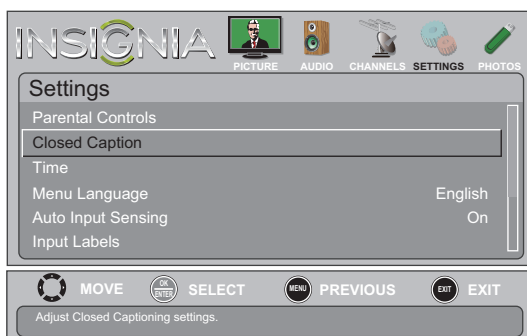 INSIGNIA
PICTURE AUDIO CHANNELS SETTINGS PHOTOS
Settings
Parental Controls
Closed Caption
Time
Menu Language English
Auto Input Sensing On
Input Labels
MOVE OK ENTER SELECT MENU PREVIOUS EXIT EXIT
Adjust Closed Captioning settings.